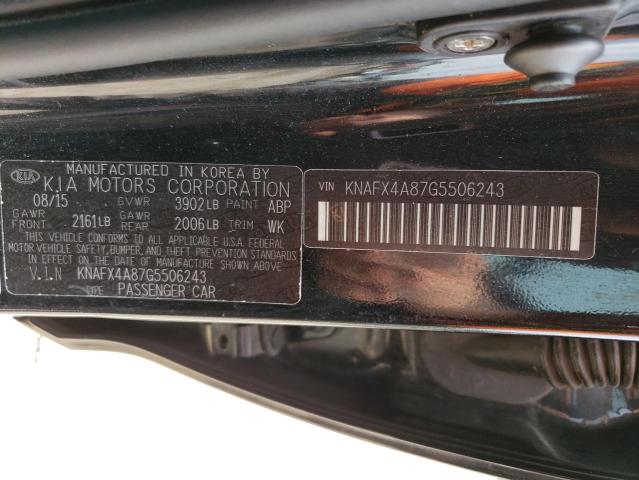 KIA
MANUFACTURED IN KOREA BY
KIA MOTORS CORPORATION
08/15 GVWR 3902LB PAINT ABP
GAWR FRONT 2161LB GAWR REAR 2006LB TRIM WK
THIS VEHICLE CONFORMS TO ALL APPLICABLE U.S.A. FEDERAL
MOTOR VEHICLE SAFETY, BUMPER, AND THEFT PREVENTION STANDARDS
IN EFFECT ON THE DATE OF MANUFACTURE SHOWN ABOVE.
V.I.N KNAFX4A87G5506243
TYPE PASSENGER CAR
VIN KNAFX4A87G5506243